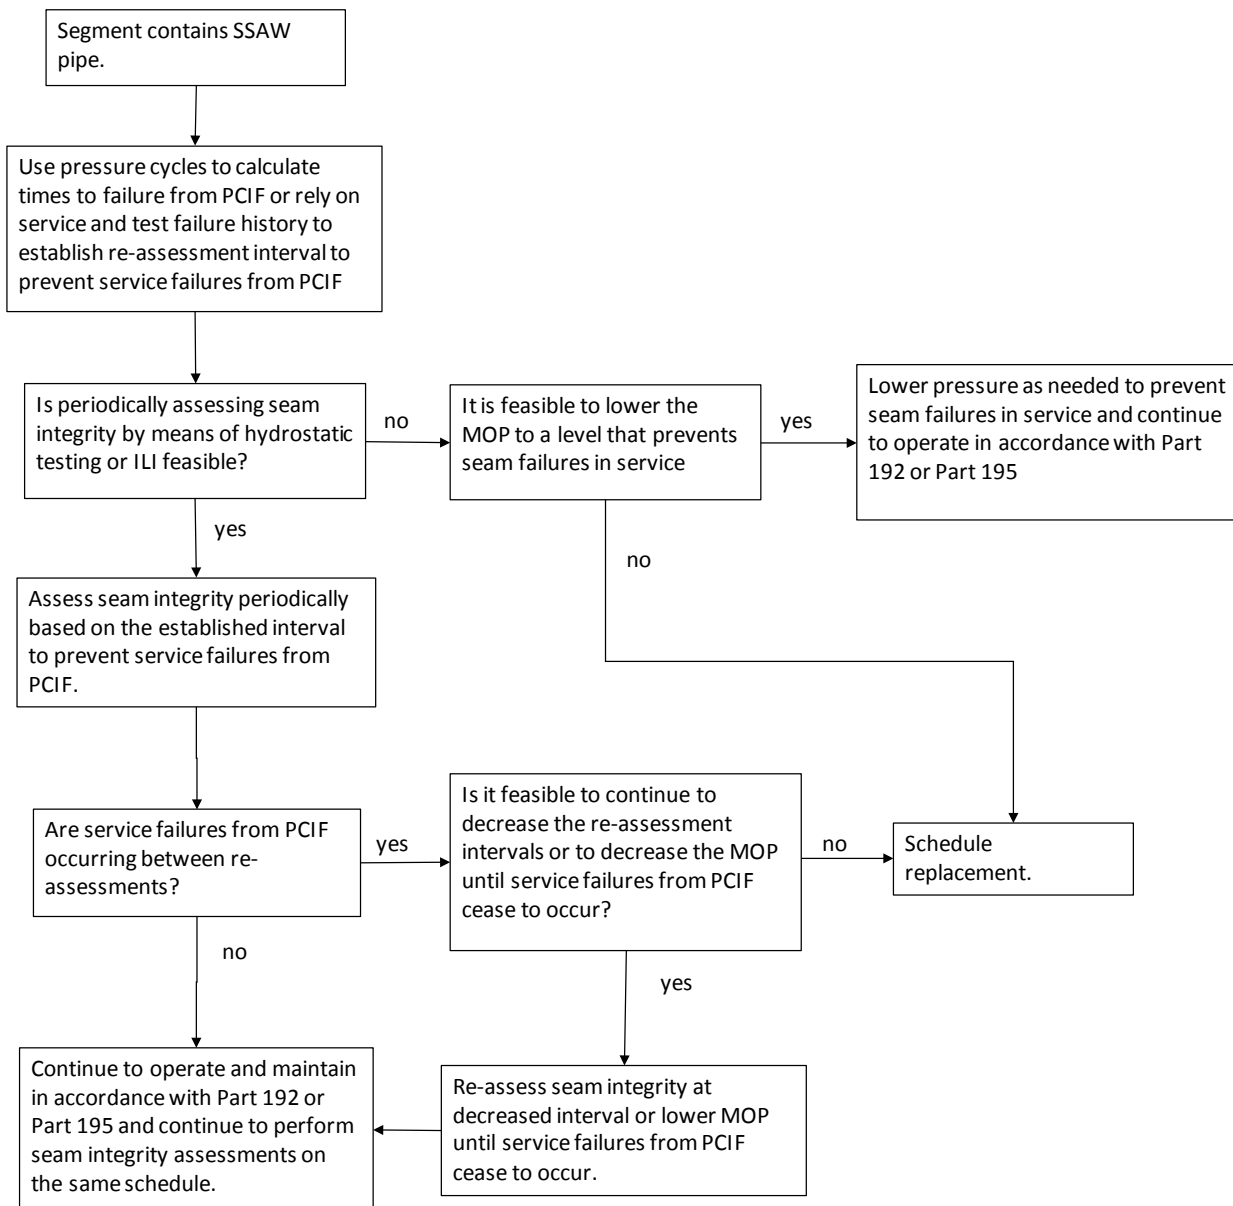 Segment contains SSAW
pipe.
Use pressure cycles to calculate
times to failure from PCIF or rely on
service and test failure history to
establish re-assessment interval to
prevent service failures from PCIF
Is periodically assessing seam
integrity by means of hydrostatic
testing or ILI feasible?
no
It is feasible to lower the
MOP to a level that prevents
seam failures in service
yes
Lower pressure as needed to prevent
seam failures in service and continue
to operate in accordance with Part
192 or Part 195
yes
no
Assess seam integrity periodically
based on the established interval
to prevent service failures from
PCIF.
Are service failures from PCIF
occurring between re-
assessments?
yes
Is it feasible to continue to
decrease the re-assessment
intervals or to decrease the MOP
until service failures from PCIF
cease to occur?
no
Schedule
replacement.
no
yes
Continue to operate and maintain
in accordance with Part 192 or
Part 195 and continue to perform
seam integrity assessments on
the same schedule.
Re-assess seam integrity at
decreased interval or lower MOP
until service failures from PCIF
cease to occur.